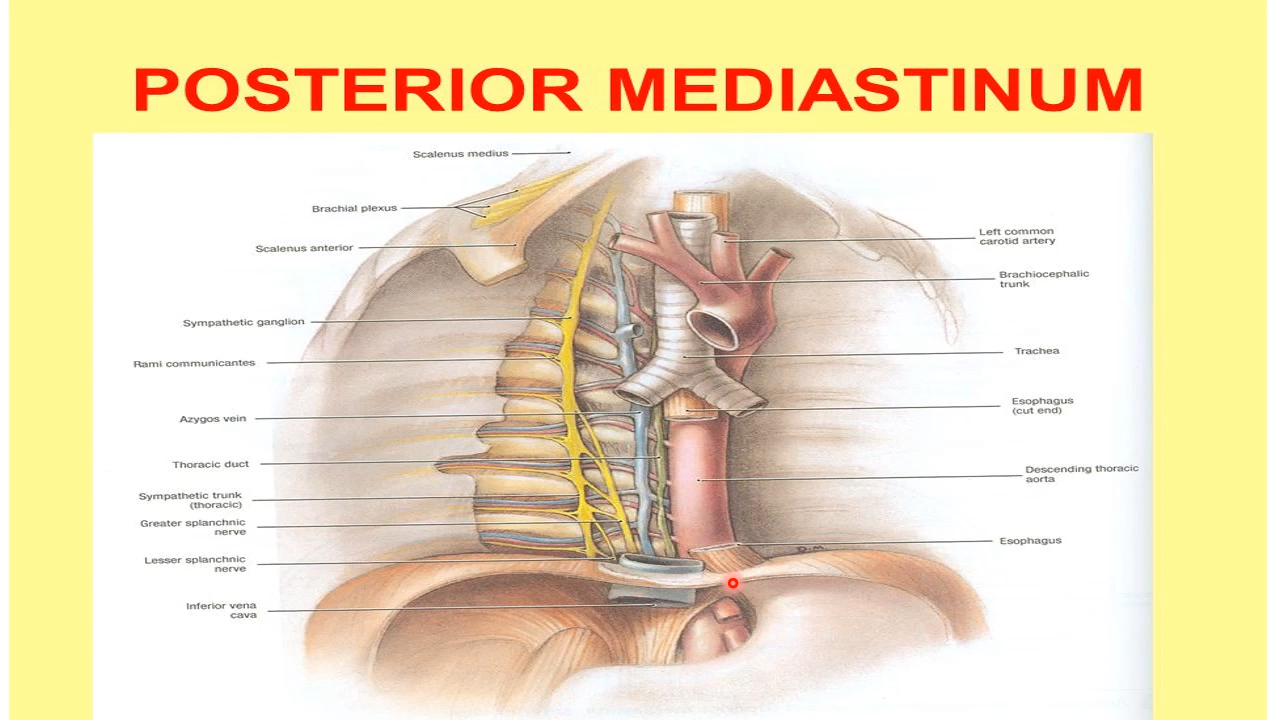 POSTERIOR MEDIASTINUM
Scalenus medius
Brachial plexus
Scalenus anterior
Sympathetic ganglion
Rami communicantes
Azygos vein
Thoracic duct
Sympathetic trunk
(thoracic)
Greater splanchnic
nerve
Lesser splanchnic
nerve
Inferior vena
cava
Left common
carotid artery
Brachiocephalic
trunk
Trachea
Esophagus
(cut end)
Descending thoracic
aorta
Esophagus
D.M